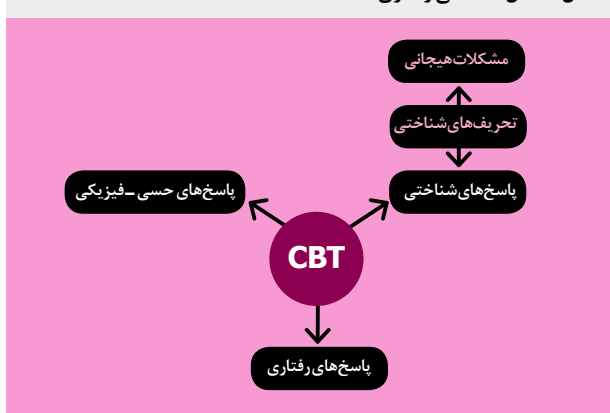 مشکلات هیجانی
تحریف‌های شناختی
پاسخ‌های شناختی
پاسخ‌های حسی ـ فیزیکی
CBT
پاسخ‌های رفتاری